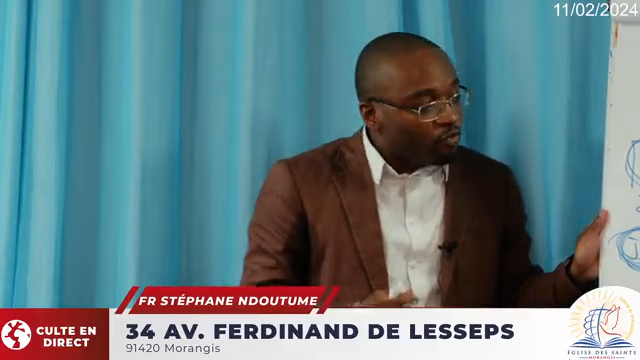 11/02/2024
FR STÉPHANE NDOUTUME
CULTE EN
DIRECT
34 AV. FERDINAND DE LESSEPS
91420 Morangis
ÉGLISE DES SAINTS
MORANGIS